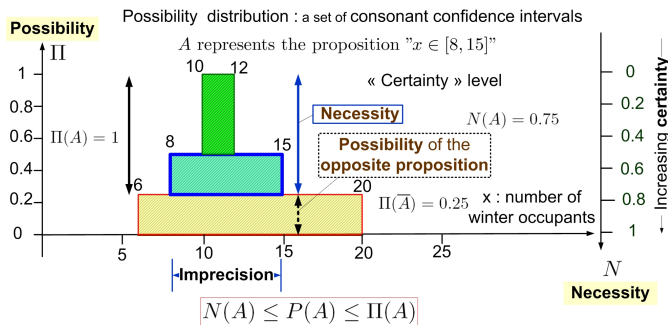 Possibility distribution : a set of consonant confidence intervals
Possibility
Π
A represents the proposition "x ∈ [8, 15]"
10 12
« Certainty » level
1
0.8
0.6
0.4
0.2
0
Π(A) = 1
Necessity
N(A) = 0.75
8
15
Possibility of the
opposite proposition
6
20
Π(A̅) = 0.25
x : number of
winter occupants
0
0.2
0.4
0.6
0.8
1
Increasing certainty
5 10 15 20 25
Imprecision
N
Necessity
N(A) ≤ P(A) ≤ Π(A)